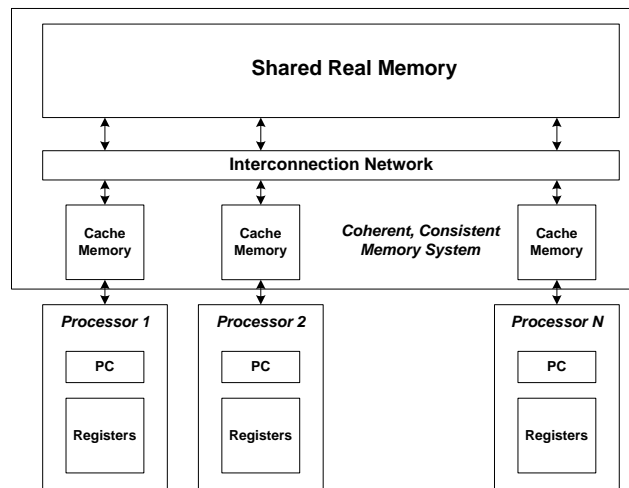 Shared Real Memory
Interconnection Network
Cache
Memory
Cache
Memory
Coherent, Consistent
Memory System
Cache
Memory
Processor 1
Processor 2
Processor N
PC
PC
PC
Registers
Registers
Registers